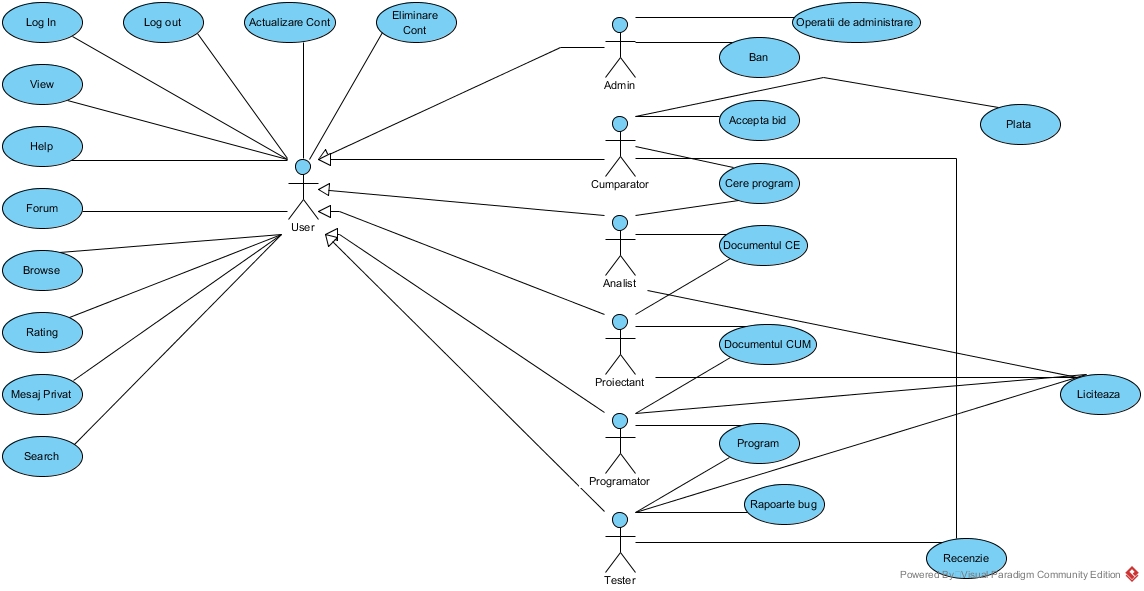 Log In
Log out
Actualizare Cont
Eliminare
Cont
Operatii de administrare
Ban
Admin
View
Plata
Accepta bid
Help
Cumparator
Cere program
User
Forum
Documentul CE
Browse
Analist
Rating
Documentul CUM
Proiectant
Mesaj Privat
Liciteaza
Search
Program
Programator
Rapoarte bug
Recenzie
Tester
Powered By Visual Paradigm Community Edition